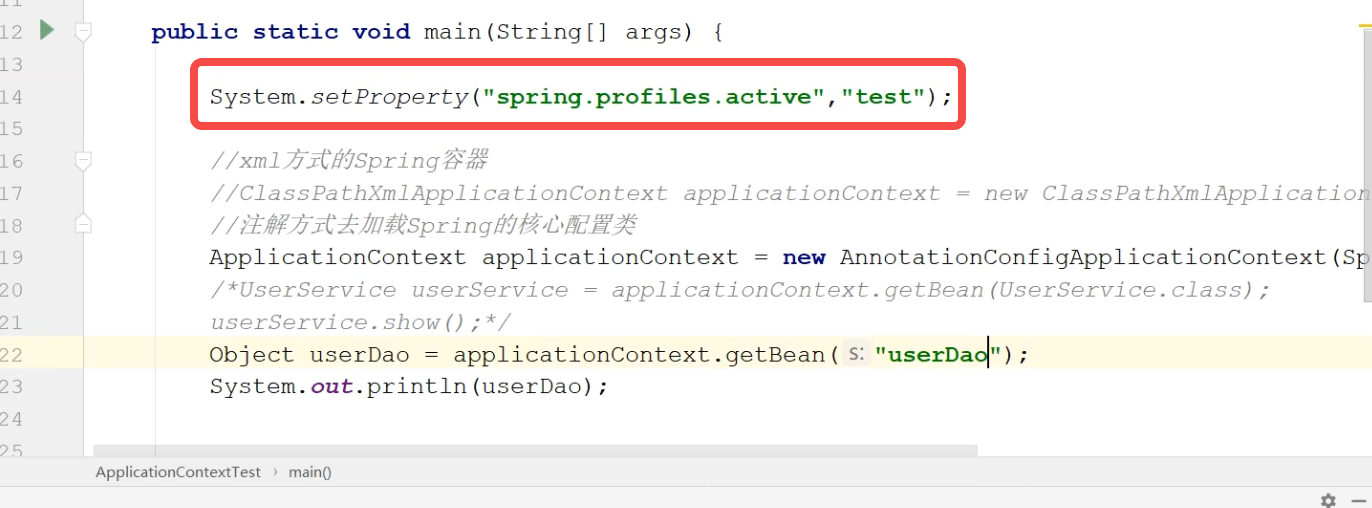 11
12 public static void main(String[] args) {
13
14 System.setProperty("spring.profiles.active","test");
15
16 //xml方式的Spring容器
17 //ClassPathXmlApplicationContext applicationContext = new ClassPathXmlApplication
18 //注解方式去加载Spring的核心配置类
19 ApplicationContext applicationContext = new AnnotationConfigApplicationContext(Sp
20 /*UserService userService = applicationContext.getBean(UserService.class);
21 userService.show();*/
22 Object userDao = applicationContext.getBean( s: "userDao");
23 System.out.println(userDao);
24
25
ApplicationContextTest › main()